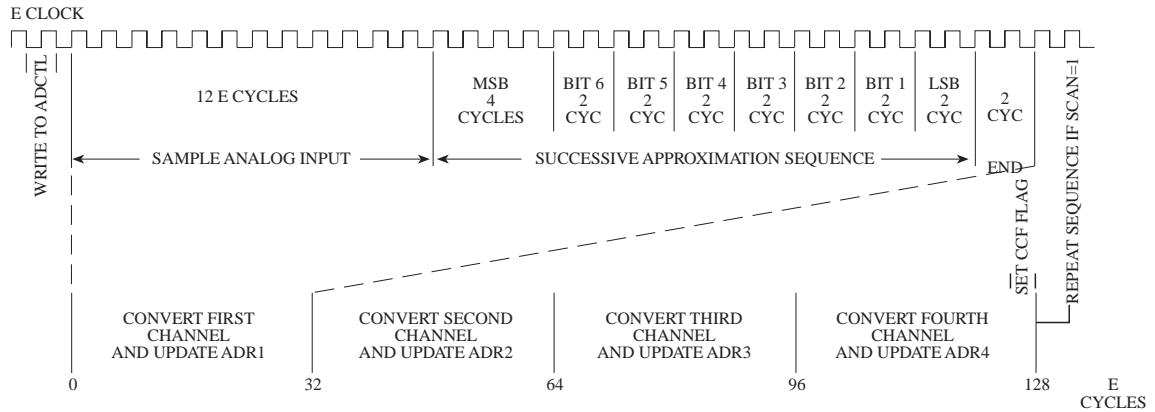 E CLOCK
WRITE TO ADCTL
12 E CYCLES
MSB
4
CYCLES
BIT 6
2
CYC
BIT 5
2
CYC
BIT 4
2
CYC
BIT 3
2
CYC
BIT 2
2
CYC
BIT 1
2
CYC
LSB
2
CYC
2
CYC
SAMPLE ANALOG INPUT
SUCCESSIVE APPROXIMATION SEQUENCE
END
SET CCF FLAG
REPEAT SEQUENCE IF SCAN=1
CONVERT FIRST
CHANNEL
AND UPDATE ADR1
CONVERT SECOND
CHANNEL
AND UPDATE ADR2
CONVERT THIRD
CHANNEL
AND UPDATE ADR3
CONVERT FOURTH
CHANNEL
AND UPDATE ADR4
0
32
64
96
128
E
CYCLES